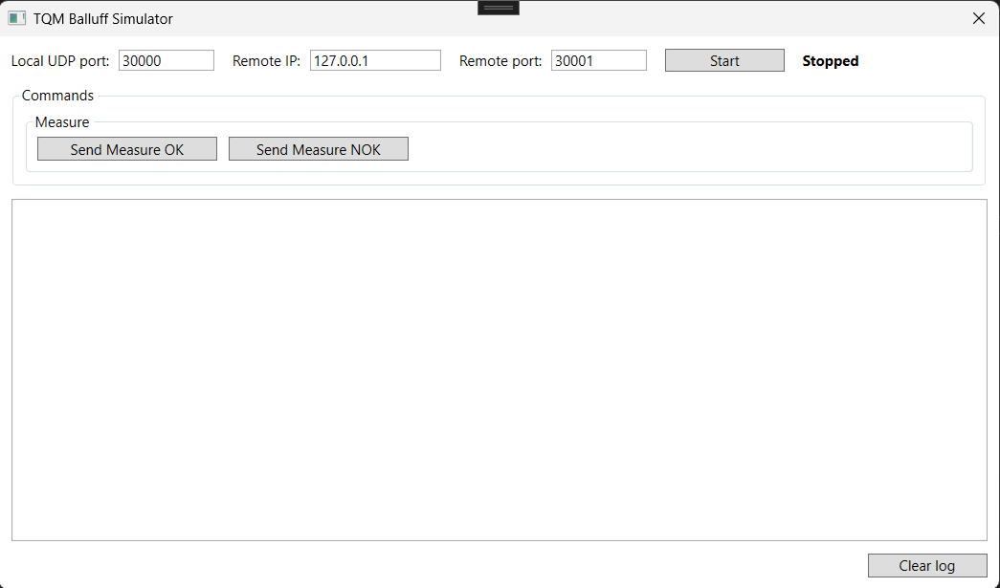 TQM Balluff Simulator
Local UDP port: 30000 Remote IP: 127.0.0.1 Remote port: 30001 Start Stopped
Commands
Measure
Send Measure OK Send Measure NOK
Clear log